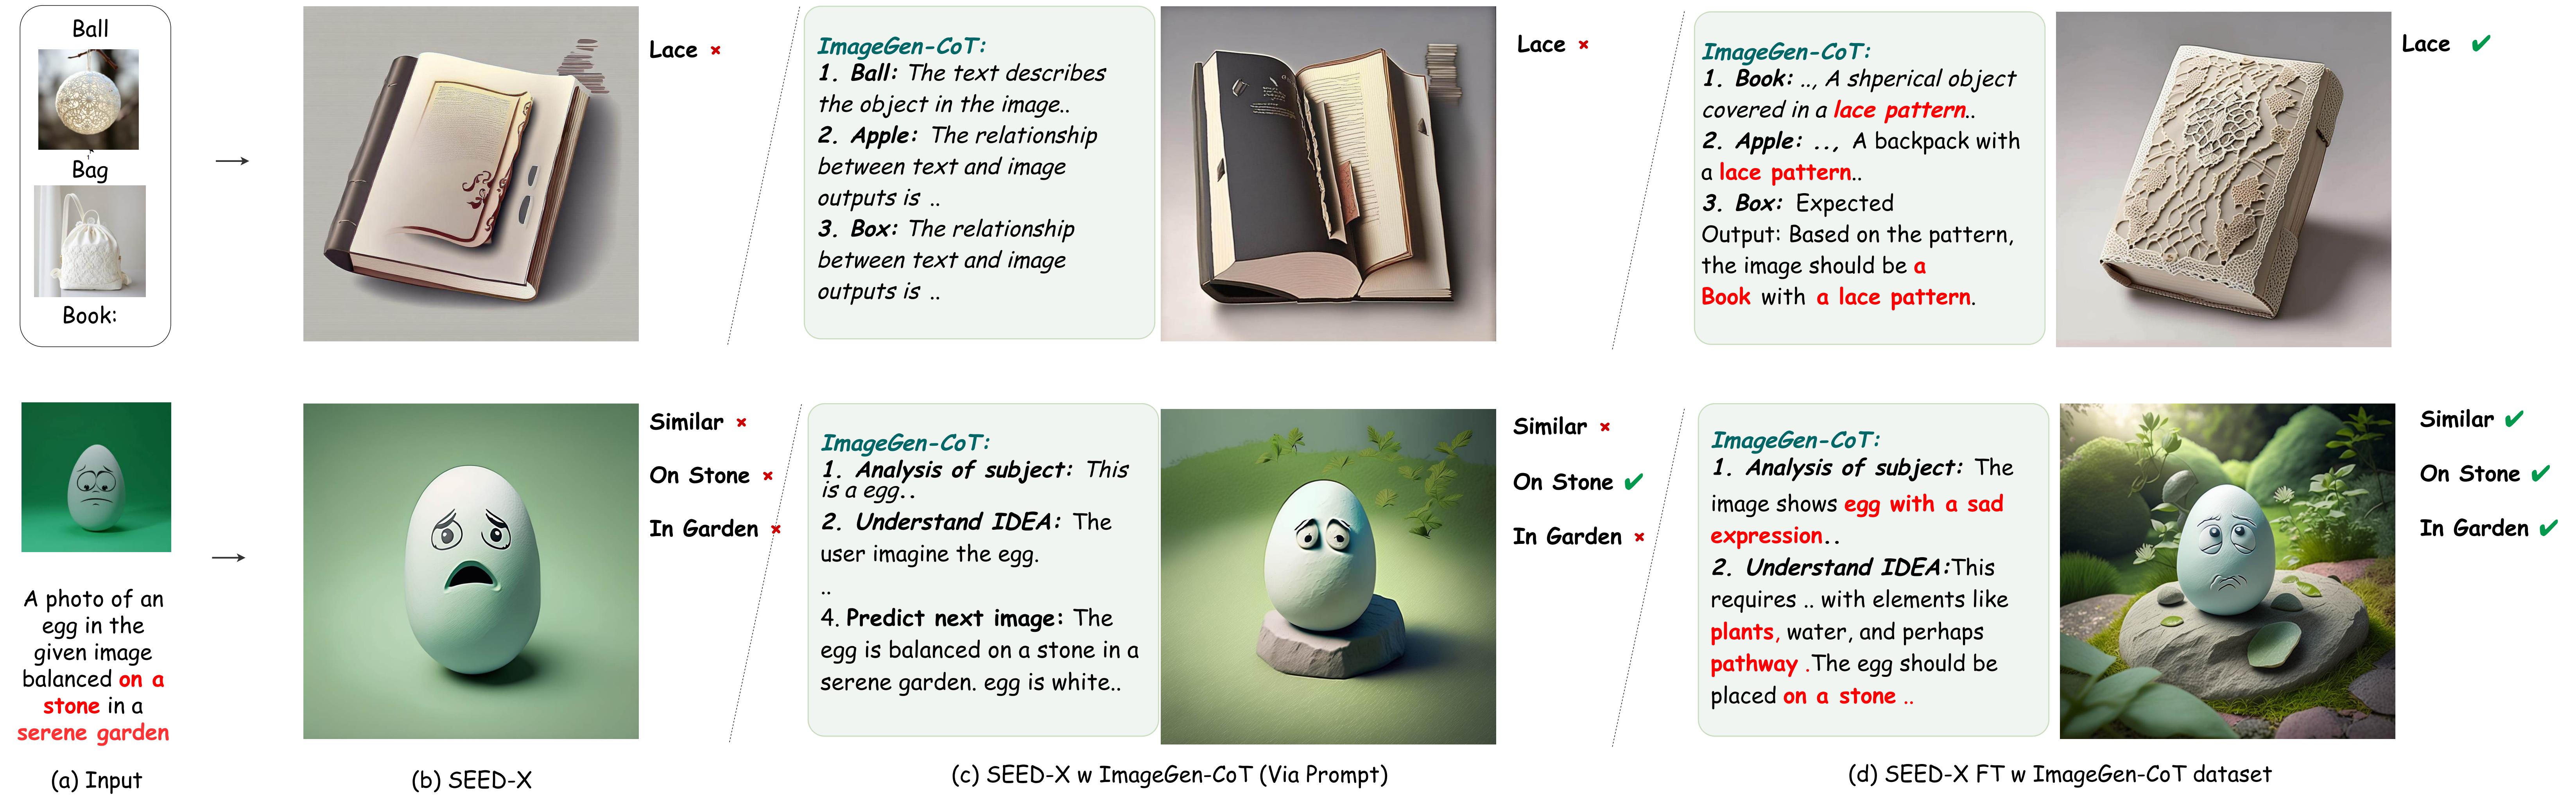 Ball
Bag
Book:
Lace ×
ImageGen-CoT:
1. Ball: The text describes
the object in the image..
2. Apple: The relationship
between text and image
outputs is ..
3. Box: The relationship
between text and image
outputs is ..
Lace ×
ImageGen-CoT:
1. Book: .., A shperical object
covered in a lace pattern..
2. Apple: .., A backpack with
a lace pattern..
3. Box: Expected
Output: Based on the pattern,
the image should be a
Book with a lace pattern.
Lace ✓
A photo of an
egg in the
given image
balanced on a
stone in a
serene garden
Similar ×
On Stone ×
In Garden ×
ImageGen-CoT:
1. Analysis of subject: This
is a egg..
2. Understand IDEA: The
user imagine the egg.
..
4. Predict next image: The
egg is balanced on a stone in a
serene garden. egg is white..
Similar ×
On Stone ✓
In Garden ×
ImageGen-CoT:
1. Analysis of subject: The
image shows egg with a sad
expression..
2. Understand IDEA:This
requires .. with elements like
plants, water, and perhaps
pathway .The egg should be
placed on a stone ..
Similar ✓
On Stone ✓
In Garden ✓
(a) Input
(b) SEED-X
(c) SEED-X w ImageGen-CoT (Via Prompt)
(d) SEED-X FT w ImageGen-CoT dataset